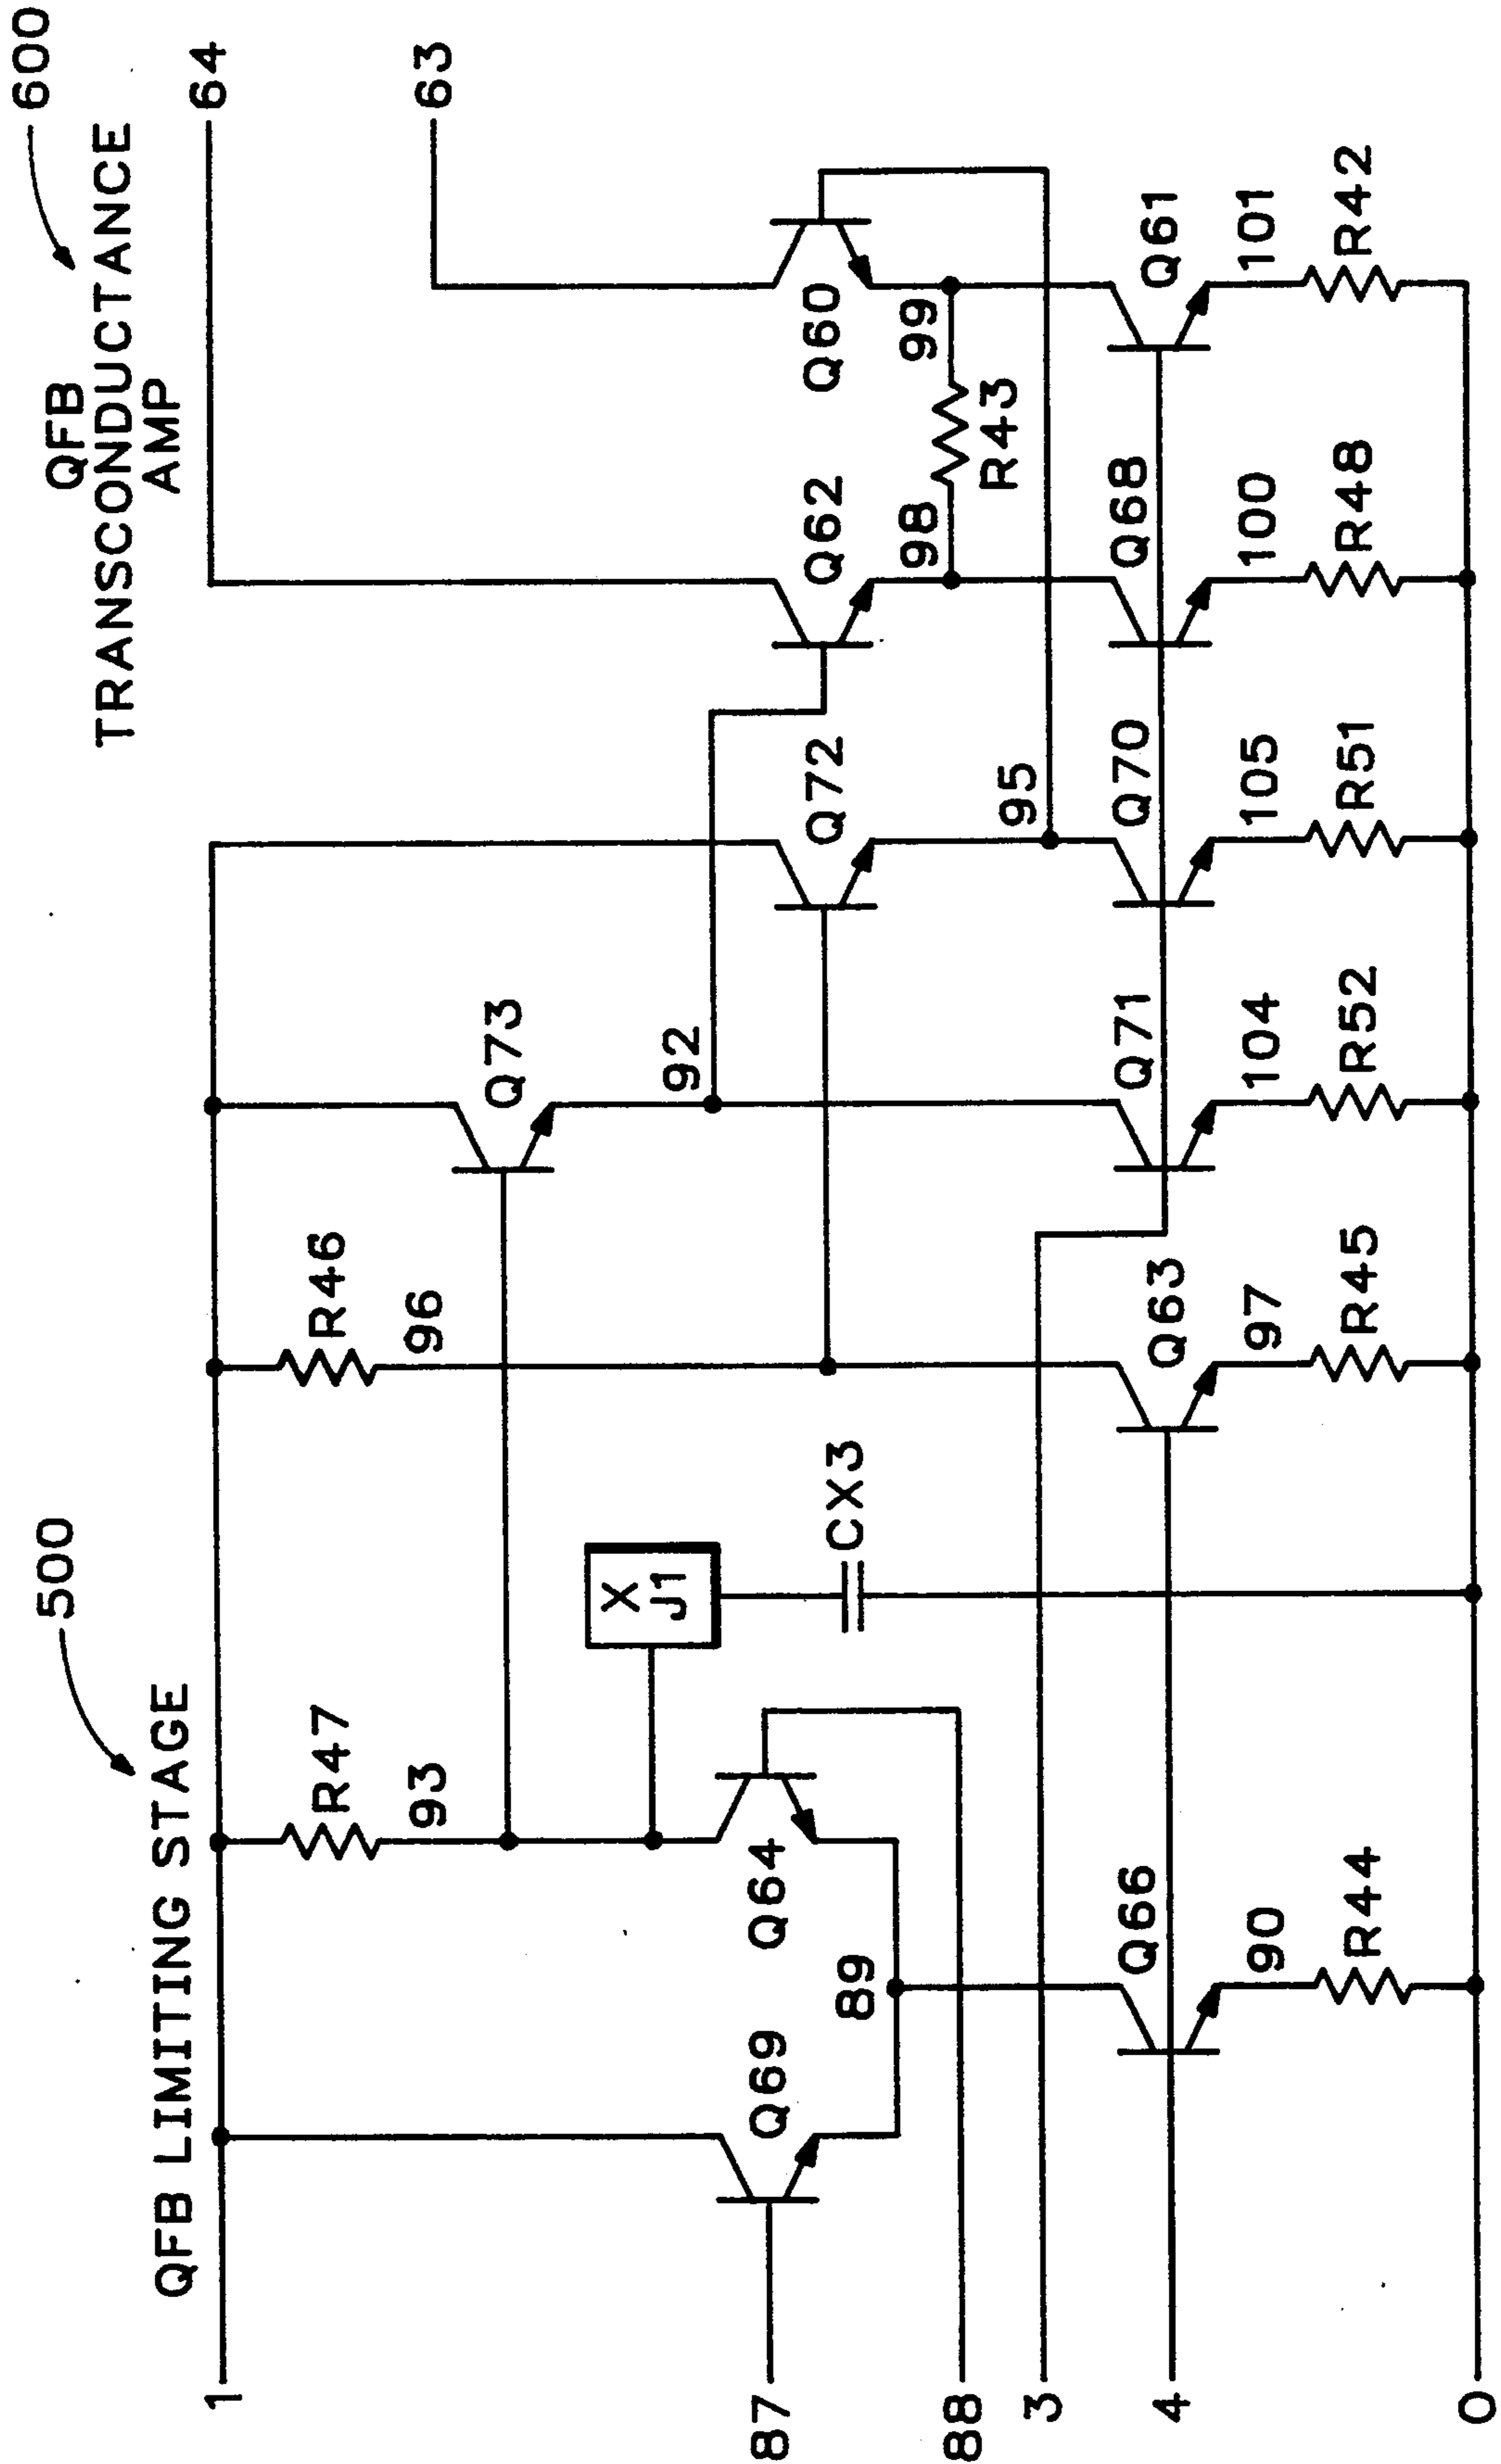 600
QFB
TRANSCONDUCTANCE
AMP
500
QFB LIMITING STAGE
1
64
63
R47
93
R46
96
Q73
92
X
J1
CX3
87
Q69
Q64
89
Q72
Q62
Q60
98
99
R43
88
95
3
4
Q66
Q63
Q71
Q70
Q68
Q61
90
97
104
105
100
101
R44
R45
R52
R51
R48
R42
0